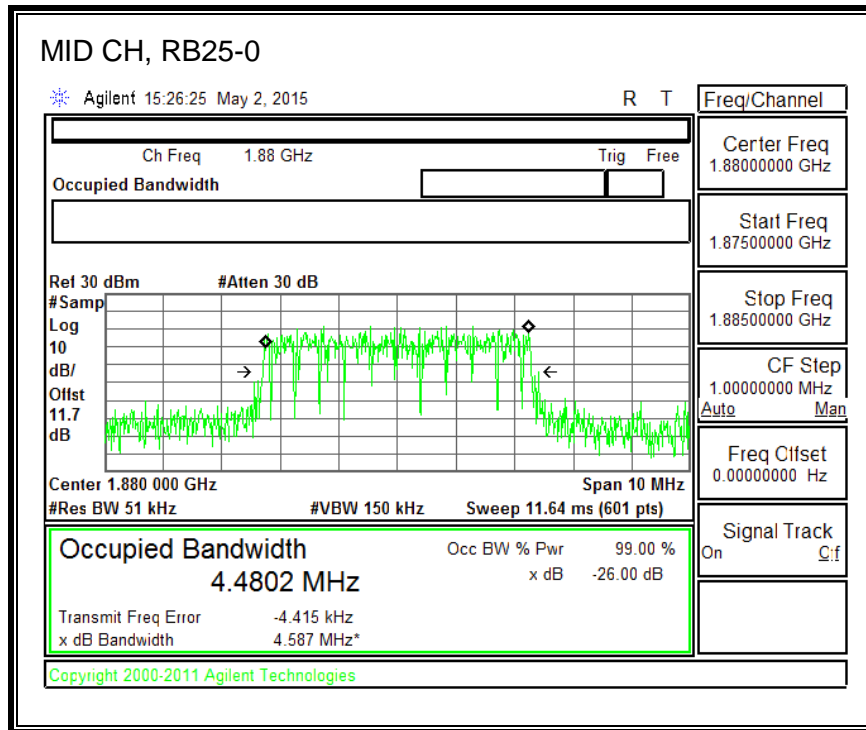 MID CH, RB25-0
Agilent 15:26:25 May 2, 2015 R T
Freq/Channel
Ch Freq 1.88 GHz Trig Free
Occupied Bandwidth
Center Freq
1.88000000 GHz
Start Freq
1.87500000 GHz
Stop Freq
1.88500000 GHz
CF Step
1.00000000 MHz
Auto Man
Freq Offset
0.00000000 Hz
Signal Track
On Off
Ref 30 dBm #Atten 30 dB
#Samp
Log
10
dB/
Offst
11.7
dB
Center 1.880 000 GHz Span 10 MHz
#Res BW 51 kHz #VBW 150 kHz Sweep 11.64 ms (601 pts)
Occupied Bandwidth Occ BW % Pwr 99.00 %
4.4802 MHz x dB -26.00 dB
Transmit Freq Error -4.415 kHz
x dB Bandwidth 4.587 MHz*
Copyright 2000-2011 Agilent Technologies